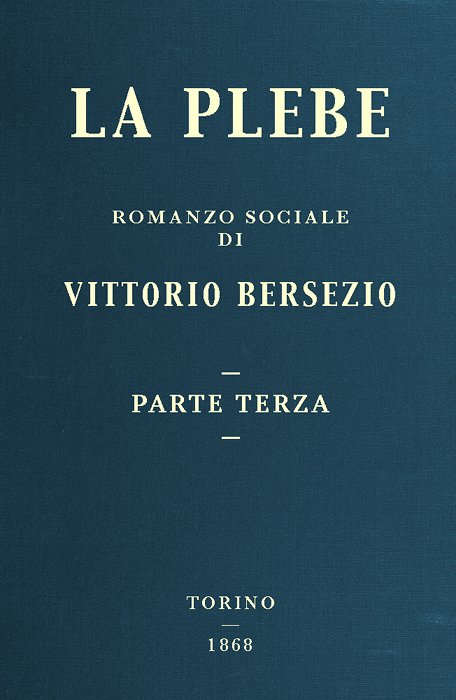 LA PLEBE
ROMANZO SOCIALE
DI
VITTORIO BERSEZIO
—
PARTE TERZA
—
TORINO
—
1868